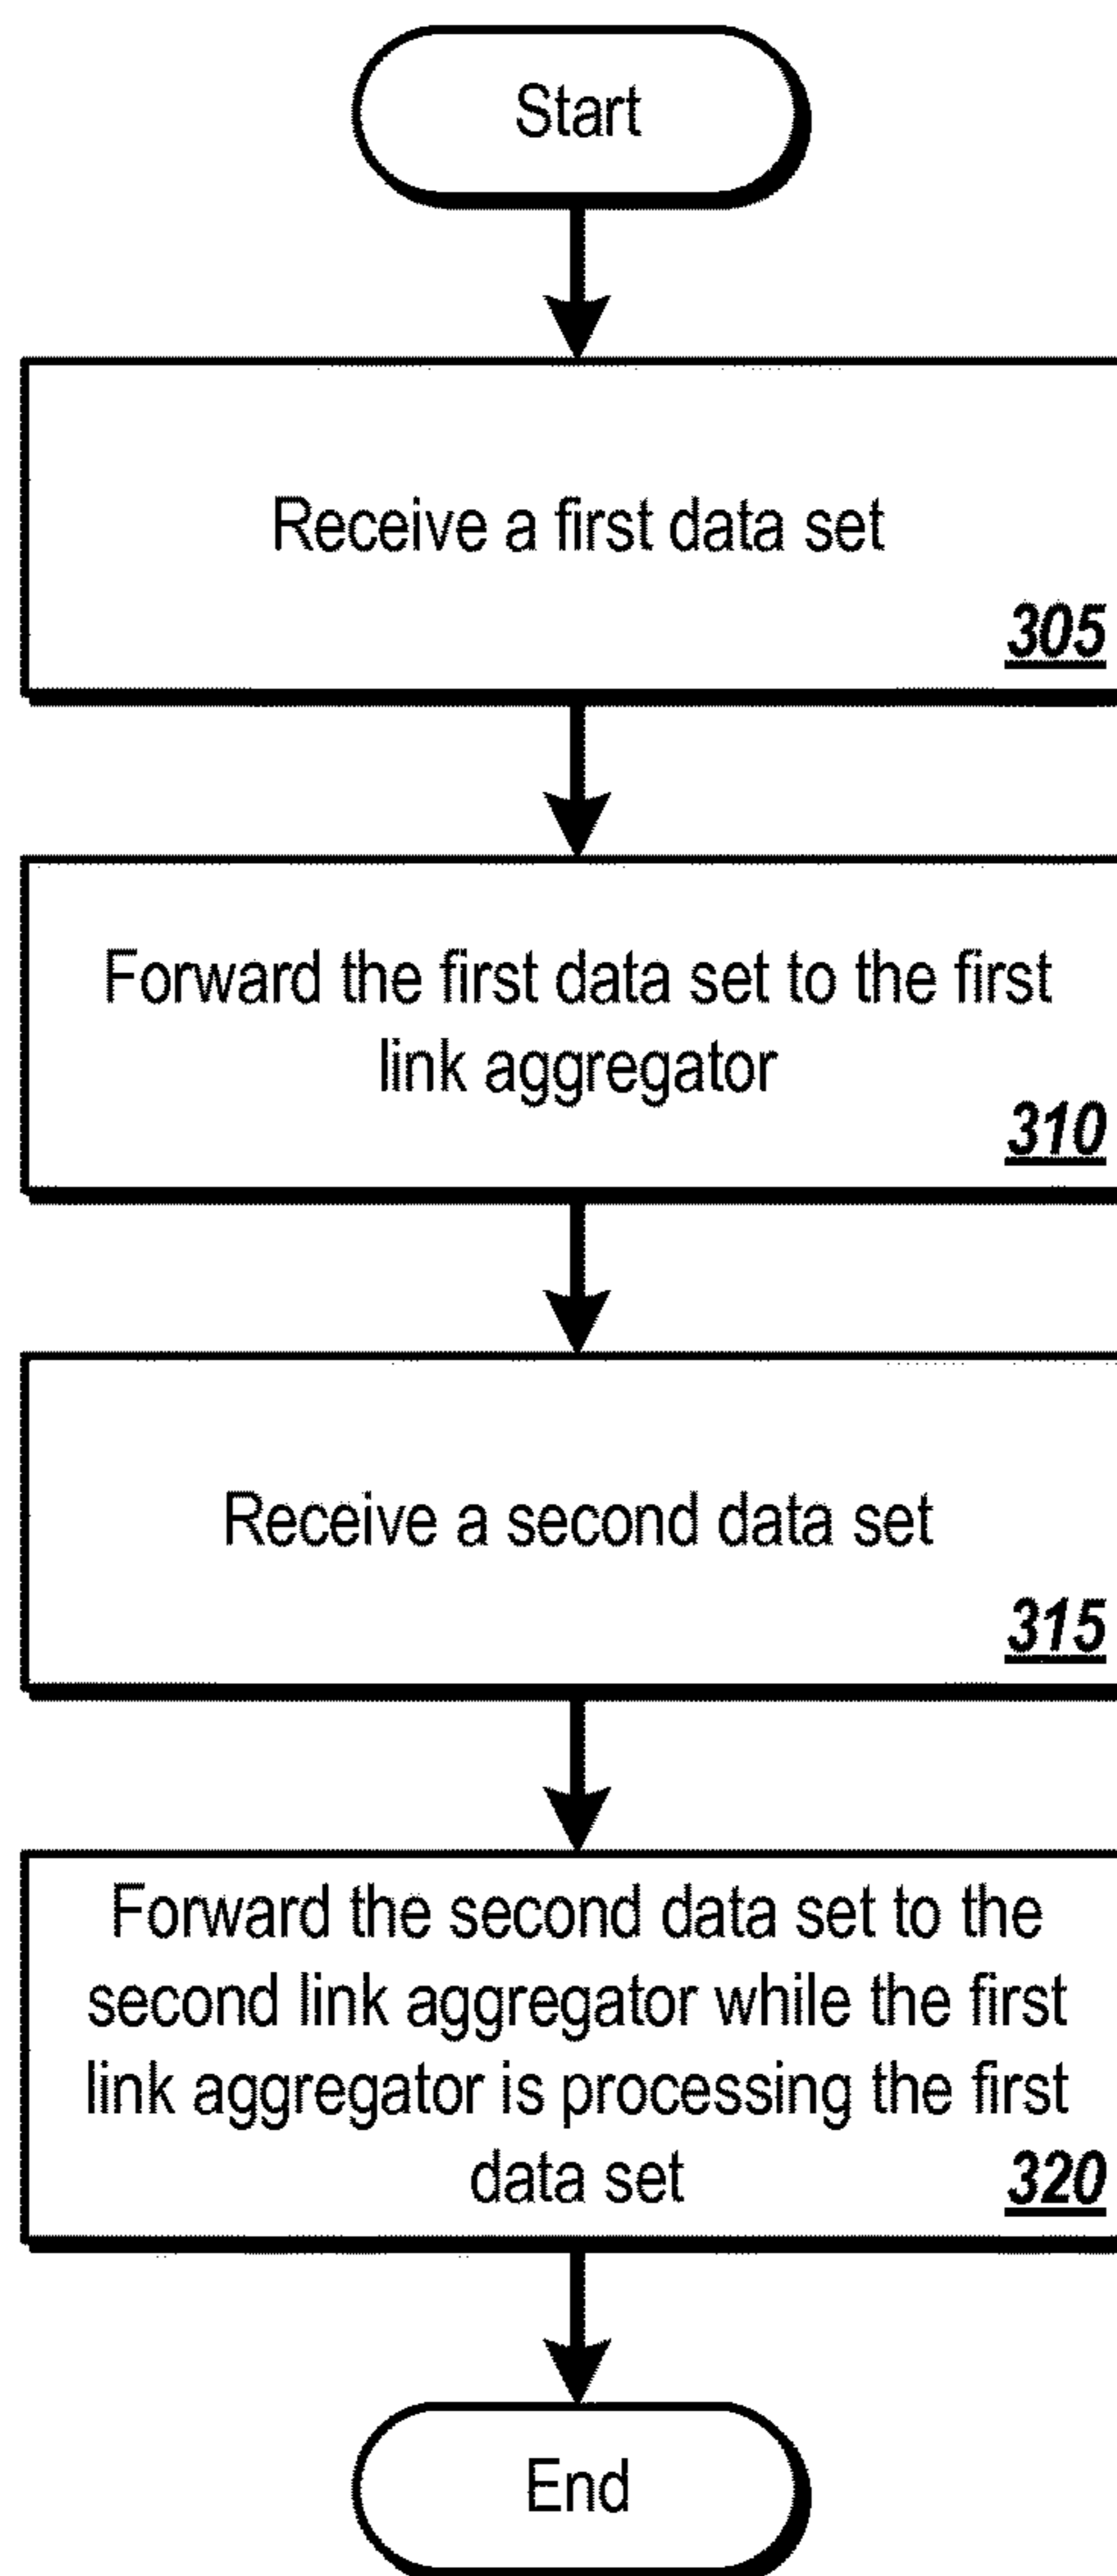 Start
Receive a first data set
305
Forward the first data set to the first
link aggregator
310
Receive a second data set
315
Forward the second data set to the
second link aggregator while the first
link aggregator is processing the first
data set
320
End